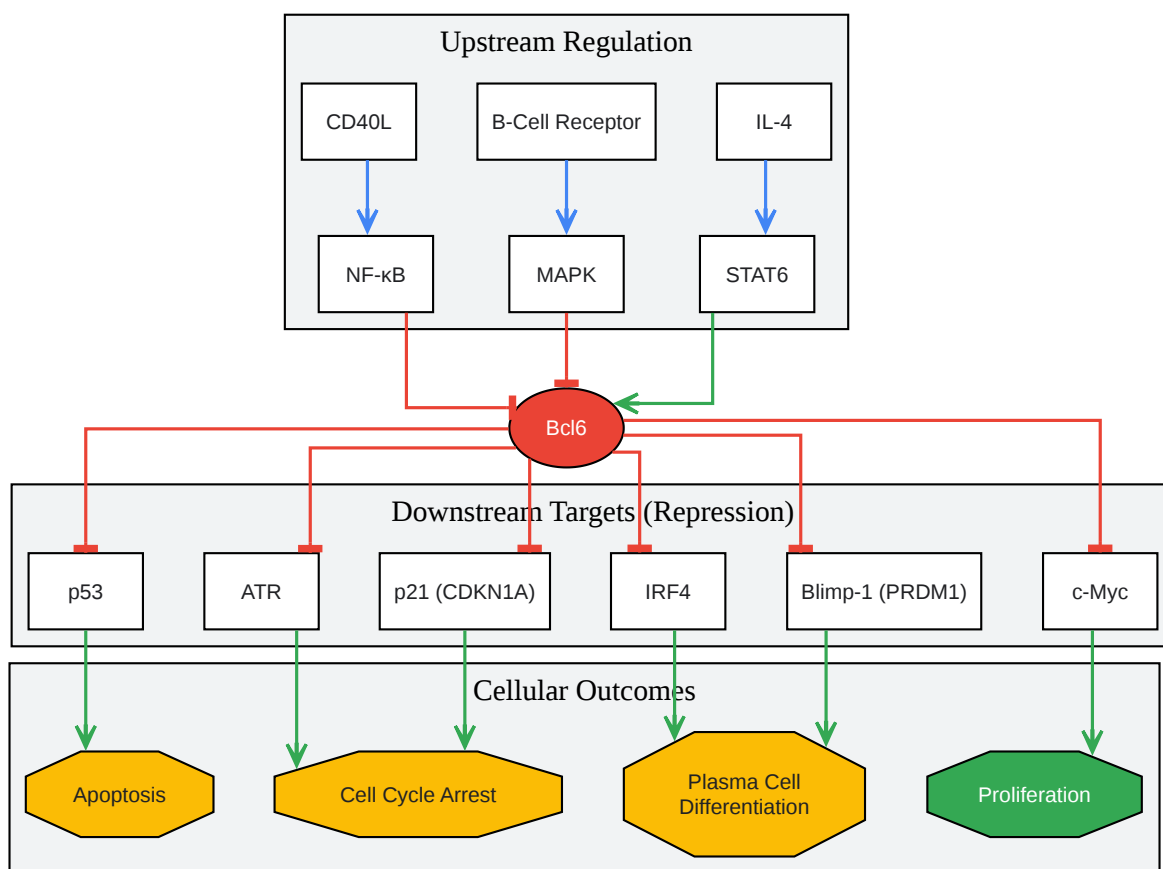 Upstream Regulation
CD40L
B-Cell Receptor
IL-4
NF-κB
MAPK
STAT6
Bcl6
Downstream Targets (Repression)
p53
ATR
p21 (CDKN1A)
IRF4
Blimp-1 (PRDM1)
c-Myc
Cellular Outcomes
Apoptosis
Cell Cycle Arrest
Plasma Cell
Differentiation
Proliferation